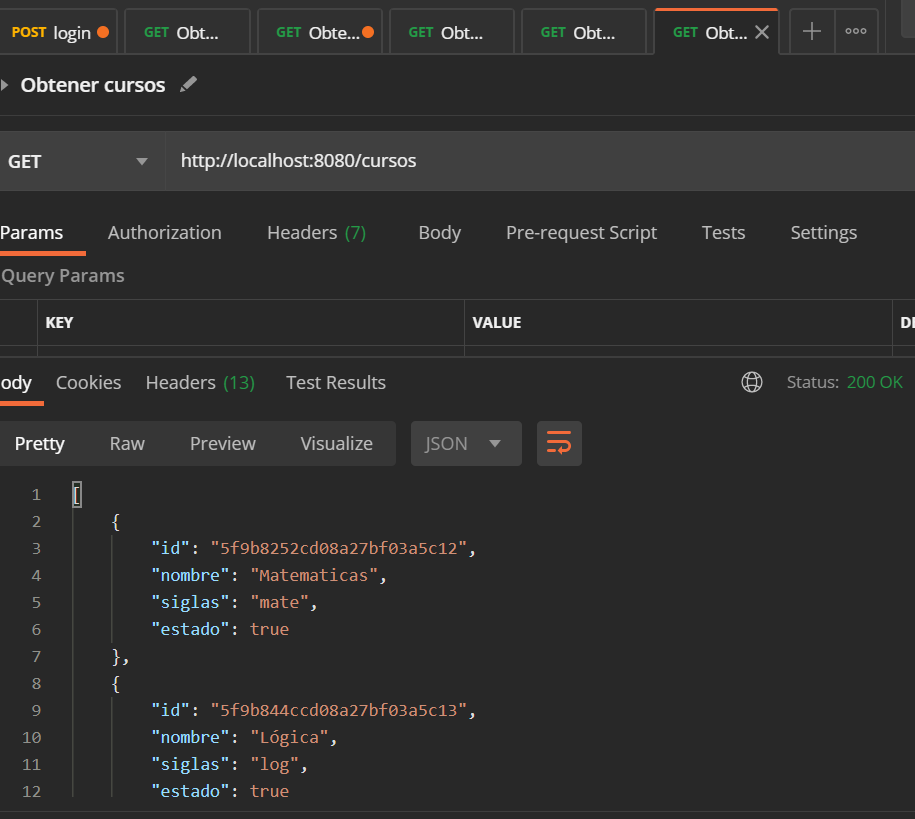 POST login GET Obt... GET Obte... GET Obt... GET Obt... GET Obt...
Obtener cursos
GET http://localhost:8080/cursos
Params Authorization Headers (7) Body Pre-request Script Tests Settings
Query Params
KEY VALUE
ody Cookies Headers (13) Test Results Status: 200 OK
Pretty Raw Preview Visualize JSON
1 [
2 {
3 "id": "5f9b8252cd08a27bf03a5c12",
4 "nombre": "Matematicas",
5 "siglas": "mate",
6 "estado": true
7 },
8 {
9 "id": "5f9b844ccd08a27bf03a5c13",
10 "nombre": "Lógica",
11 "siglas": "log",
12 "estado": true